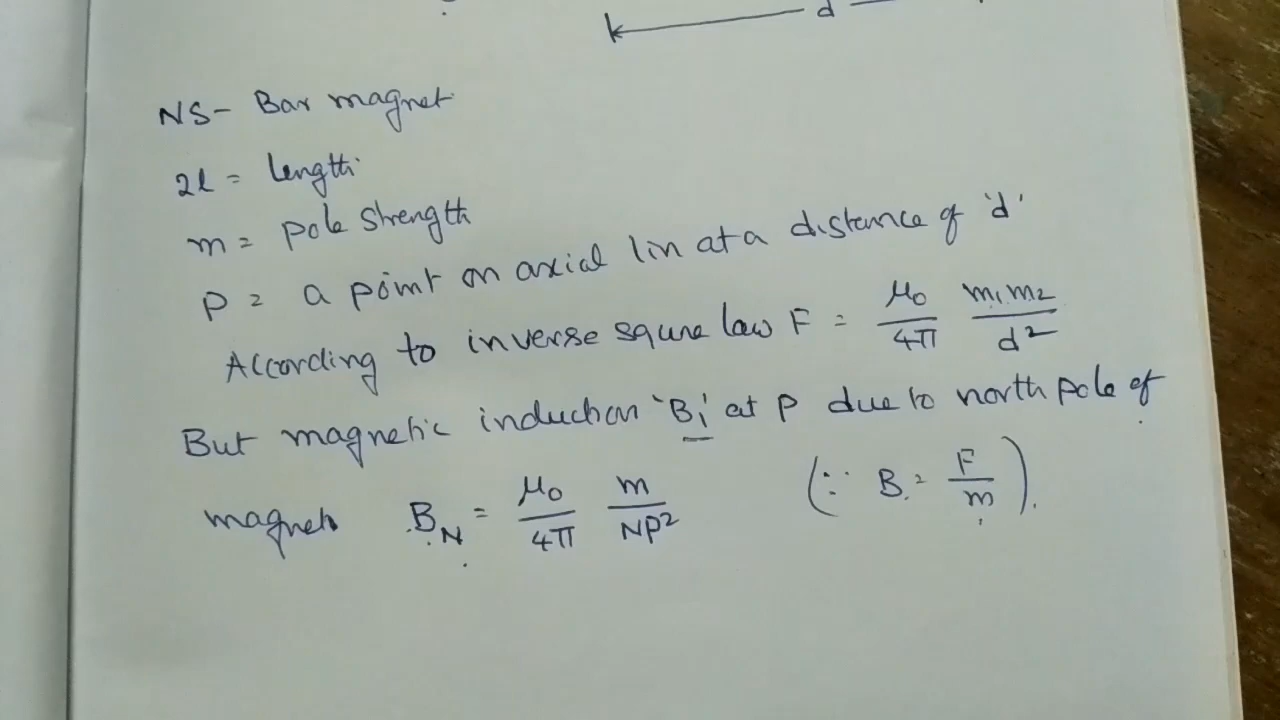 d
NS- Bar magnet
2l = length
m = pole strength
P = a point on axial lin at a distance of 'd'
According to inverse squre law F = μ₀/4π m₁m₂/d²
But magnetic induction 'B₁' at P due to north pole of
magnet B_N = μ₀/4π m/NP² (∵ B = F/m)